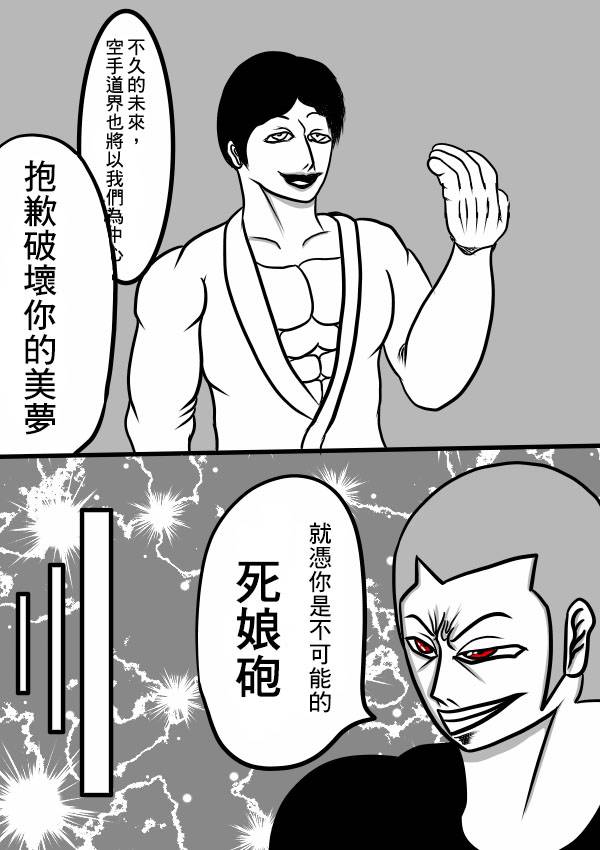 不久的未來，
空手道界也將以我們為中心
抱歉破壞你的美夢
就憑你是不可能的
死娘砲